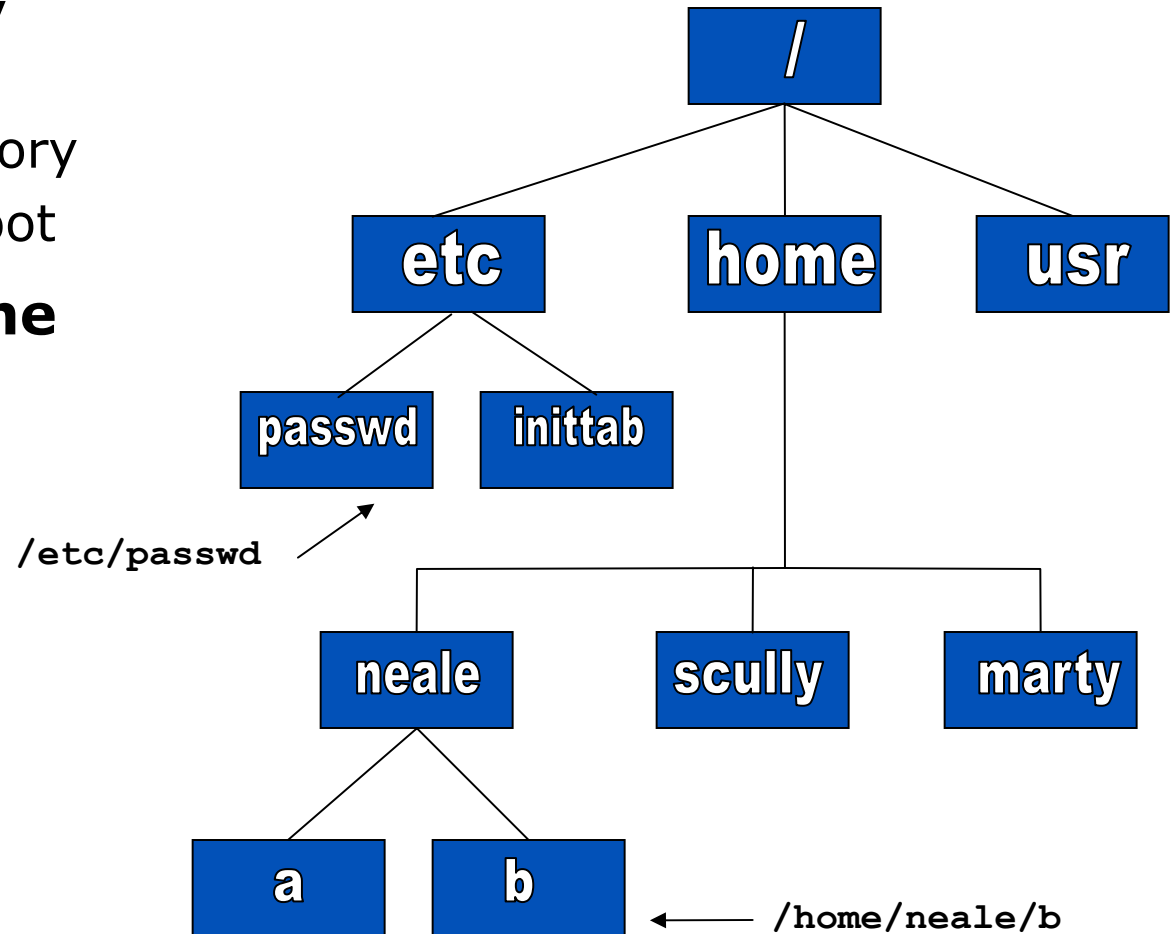 /
ory
etc home usr
oot
ne
passwd inittab
/etc/passwd
neale scully marty
a b
/home/neale/b